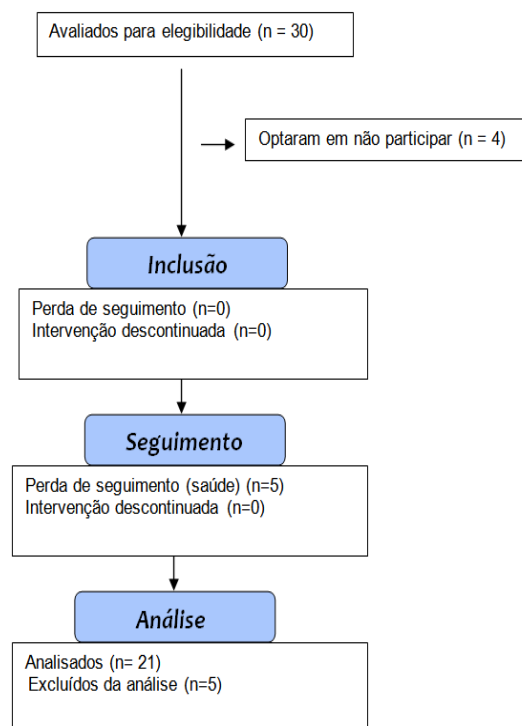 Avaliados para elegibilidade (n = 30)
Optaram em não participar (n = 4)
Inclusão
Perda de seguimento (n=0)
Intervenção descontinuada (n=0)
Seguimento
Perda de seguimento (saúde) (n=5)
Intervenção descontinuada (n=0)
Análise
Analisados (n= 21)
Excluídos da análise (n=5)